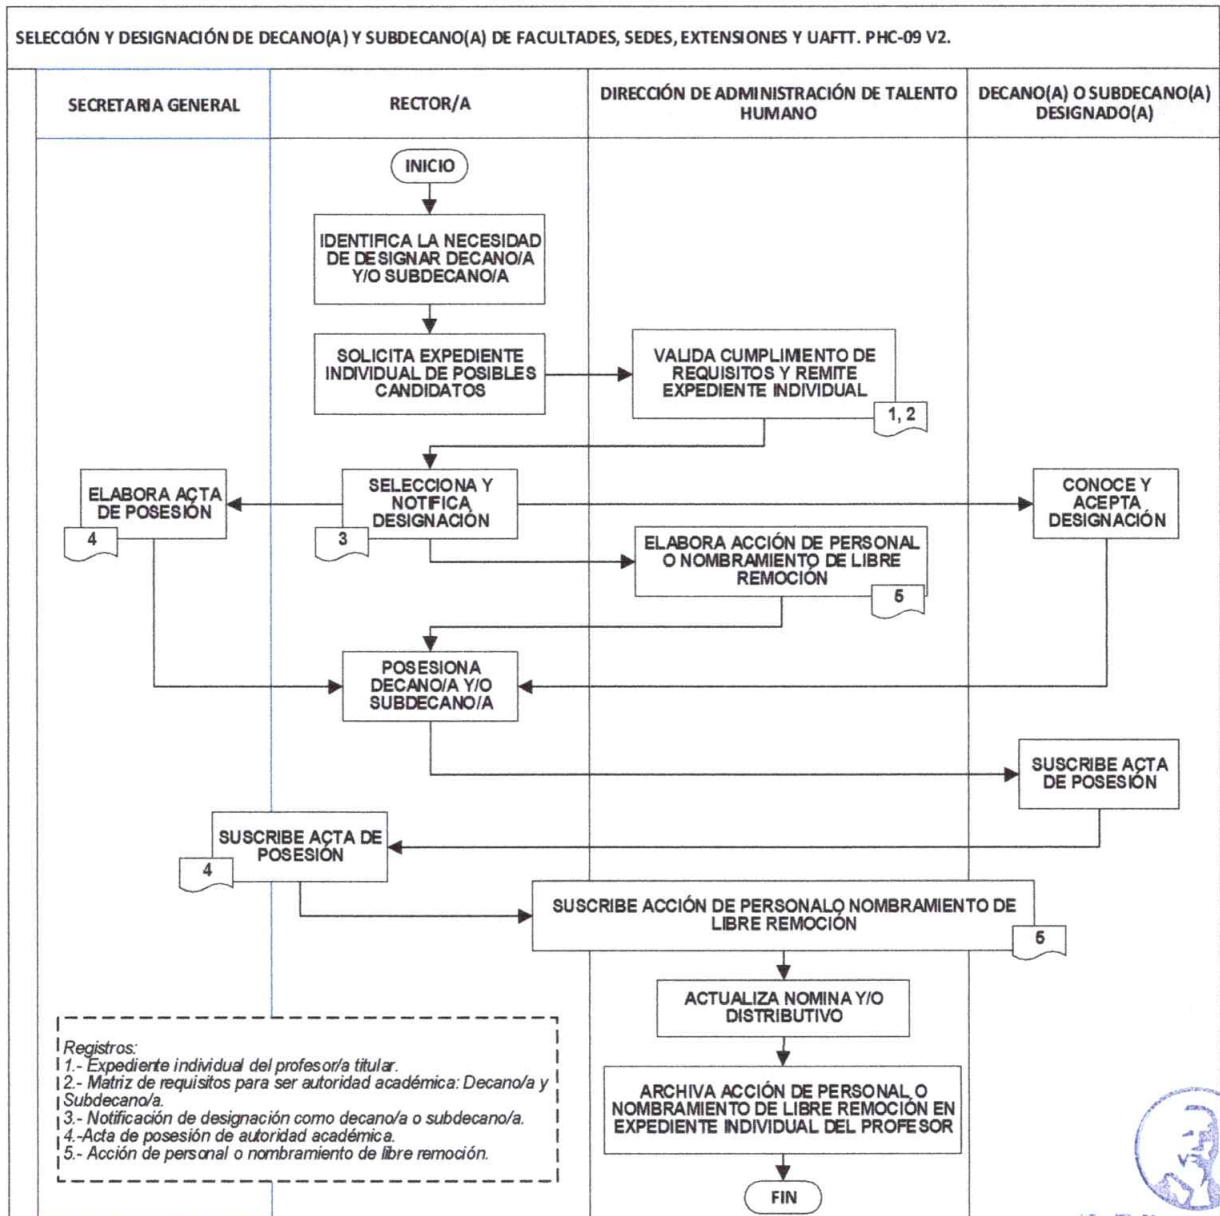 SELECCIÓN Y DESIGNACIÓN DE DECANO(A) Y SUBDECANO(A) DE FACULTADES, SEDES, EXTENSIONES Y UAFTT. PHC-09 V2.
SECRETARIA GENERAL
RECTOR/A
DIRECCIÓN DE ADMINISTRACIÓN DE TALENTO
HUMANO
DECANO(A) O SUBDECANO(A)
DESIGNADO(A)
INICIO
IDENTIFICA LA NECESIDAD
DE DESIGNAR DECANO/A
Y/O SUBDECANO/A
SOLICITA EXPEDIENTE
INDIVIDUAL DE POSIBLES
CANDIDATOS
VALIDA CUMPLIMIENTO DE
REQUISITOS Y REMITE
EXPEDIENTE INDIVIDUAL
1, 2
ELABORA ACTA
DE POSESIÓN
4
SELECCIONA Y
NOTIFICA
DESIGNACIÓN
3
CONOCE Y
ACEPTA
DESIGNACIÓN
ELABORA ACCIÓN DE PERSONAL
O NOMBRAMIENTO DE LIBRE
REMOCIÓN
5
POSESIONA
DECANO/A Y/O
SUBDECANO/A
SUSCRIBE ACTA
DE POSESIÓN
SUSCRIBE ACTA DE
POSESIÓN
4
SUSCRIBE ACCIÓN DE PERSONALO NOMBRAMIENTO DE
LIBRE REMOCIÓN
5
ACTUALIZA NOMINA Y/O
DISTRIBUTIVO
ARCHIVA ACCIÓN DE PERSONAL O
NOMBRAMIENTO DE LIBRE REMOCIÓN EN
EXPEDIENTE INDIVIDUAL DEL PROFESOR
FIN
Registros:
1.- Expediente individual del profesor/a titular.
2.- Matriz de requisitos para ser autoridad académica: Decano/a y
Subdecano/a.
3.- Notificación de designación como decano/a o subdecano/a.
4.-Acta de posesión de autoridad académica.
5.- Acción de personal o nombramiento de libre remoción.